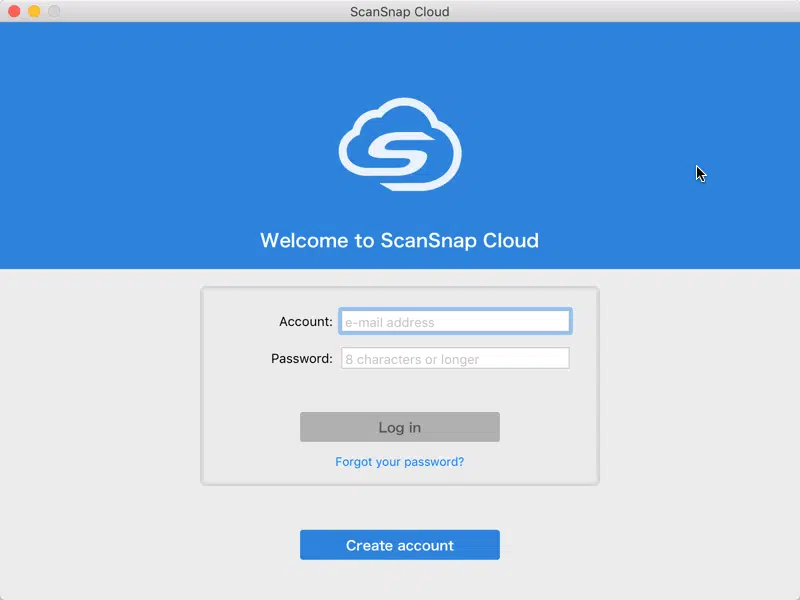 ScanSnap Cloud
Welcome to ScanSnap Cloud
Account: e-mail address
Password: 8 characters or longer
Log in
Forgot your password?
Create account